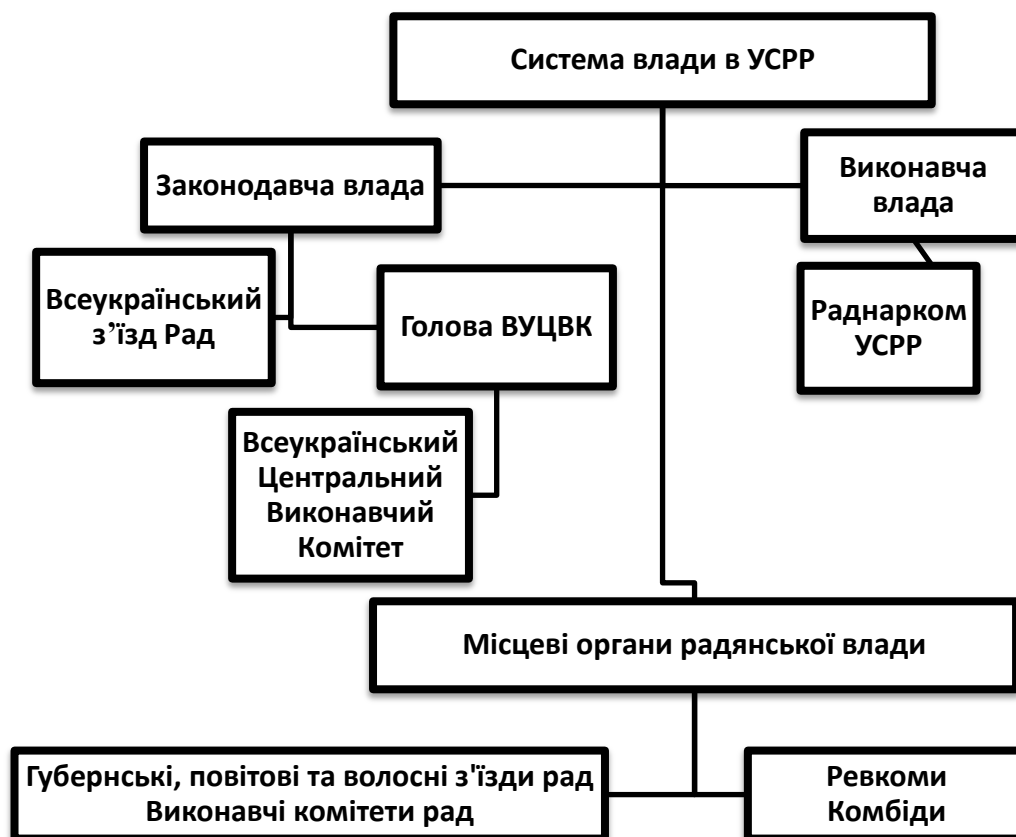 Система влади в УСРР
Законодавча влада
Виконавча
влада
Всеукраїнський
з’їзд Рад
Голова ВУЦВК
Раднарком
УСРР
Всеукраїнський
Центральний
Виконавчий
Комітет
Місцеві органи радянської влади
Губернські, повітові та волосні з'їзди рад
Виконавчі комітети рад
Ревкоми
Комбіди